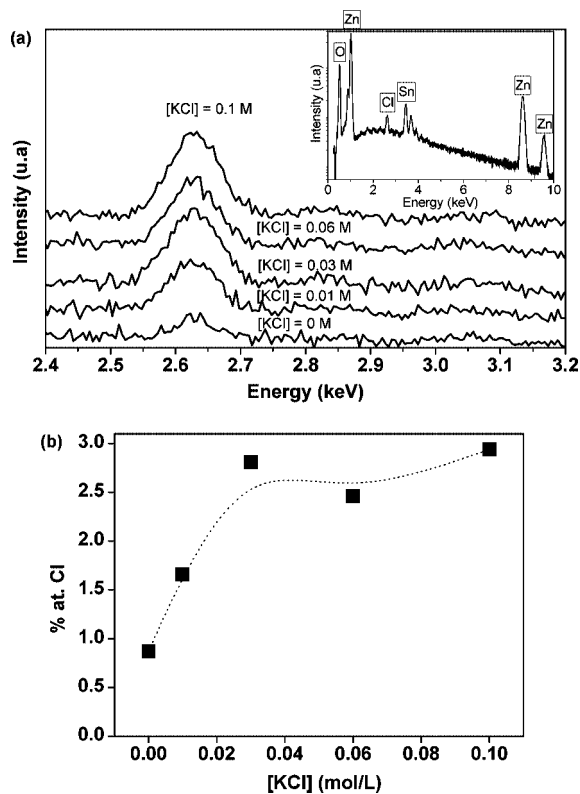 (a)
[KCl] = 0.1 M
[KCl] = 0.06 M
[KCl] = 0.03 M
[KCl] = 0.01 M
[KCl] = 0 M
Intensity (u.a)
2.4 2.5 2.6 2.7 2.8 2.9 3.0 3.1 3.2
Energy (keV)
O
Zn
Cl
Sn
Zn
Zn
Intensity (u.a)
0 2 4 6 8 10
Energy (keV)
(b)
3.0
2.5
2.0
1.5
1.0
0.5
0.0
% at. Cl
0.00 0.02 0.04 0.06 0.08 0.10
[KCl] (mol/L)